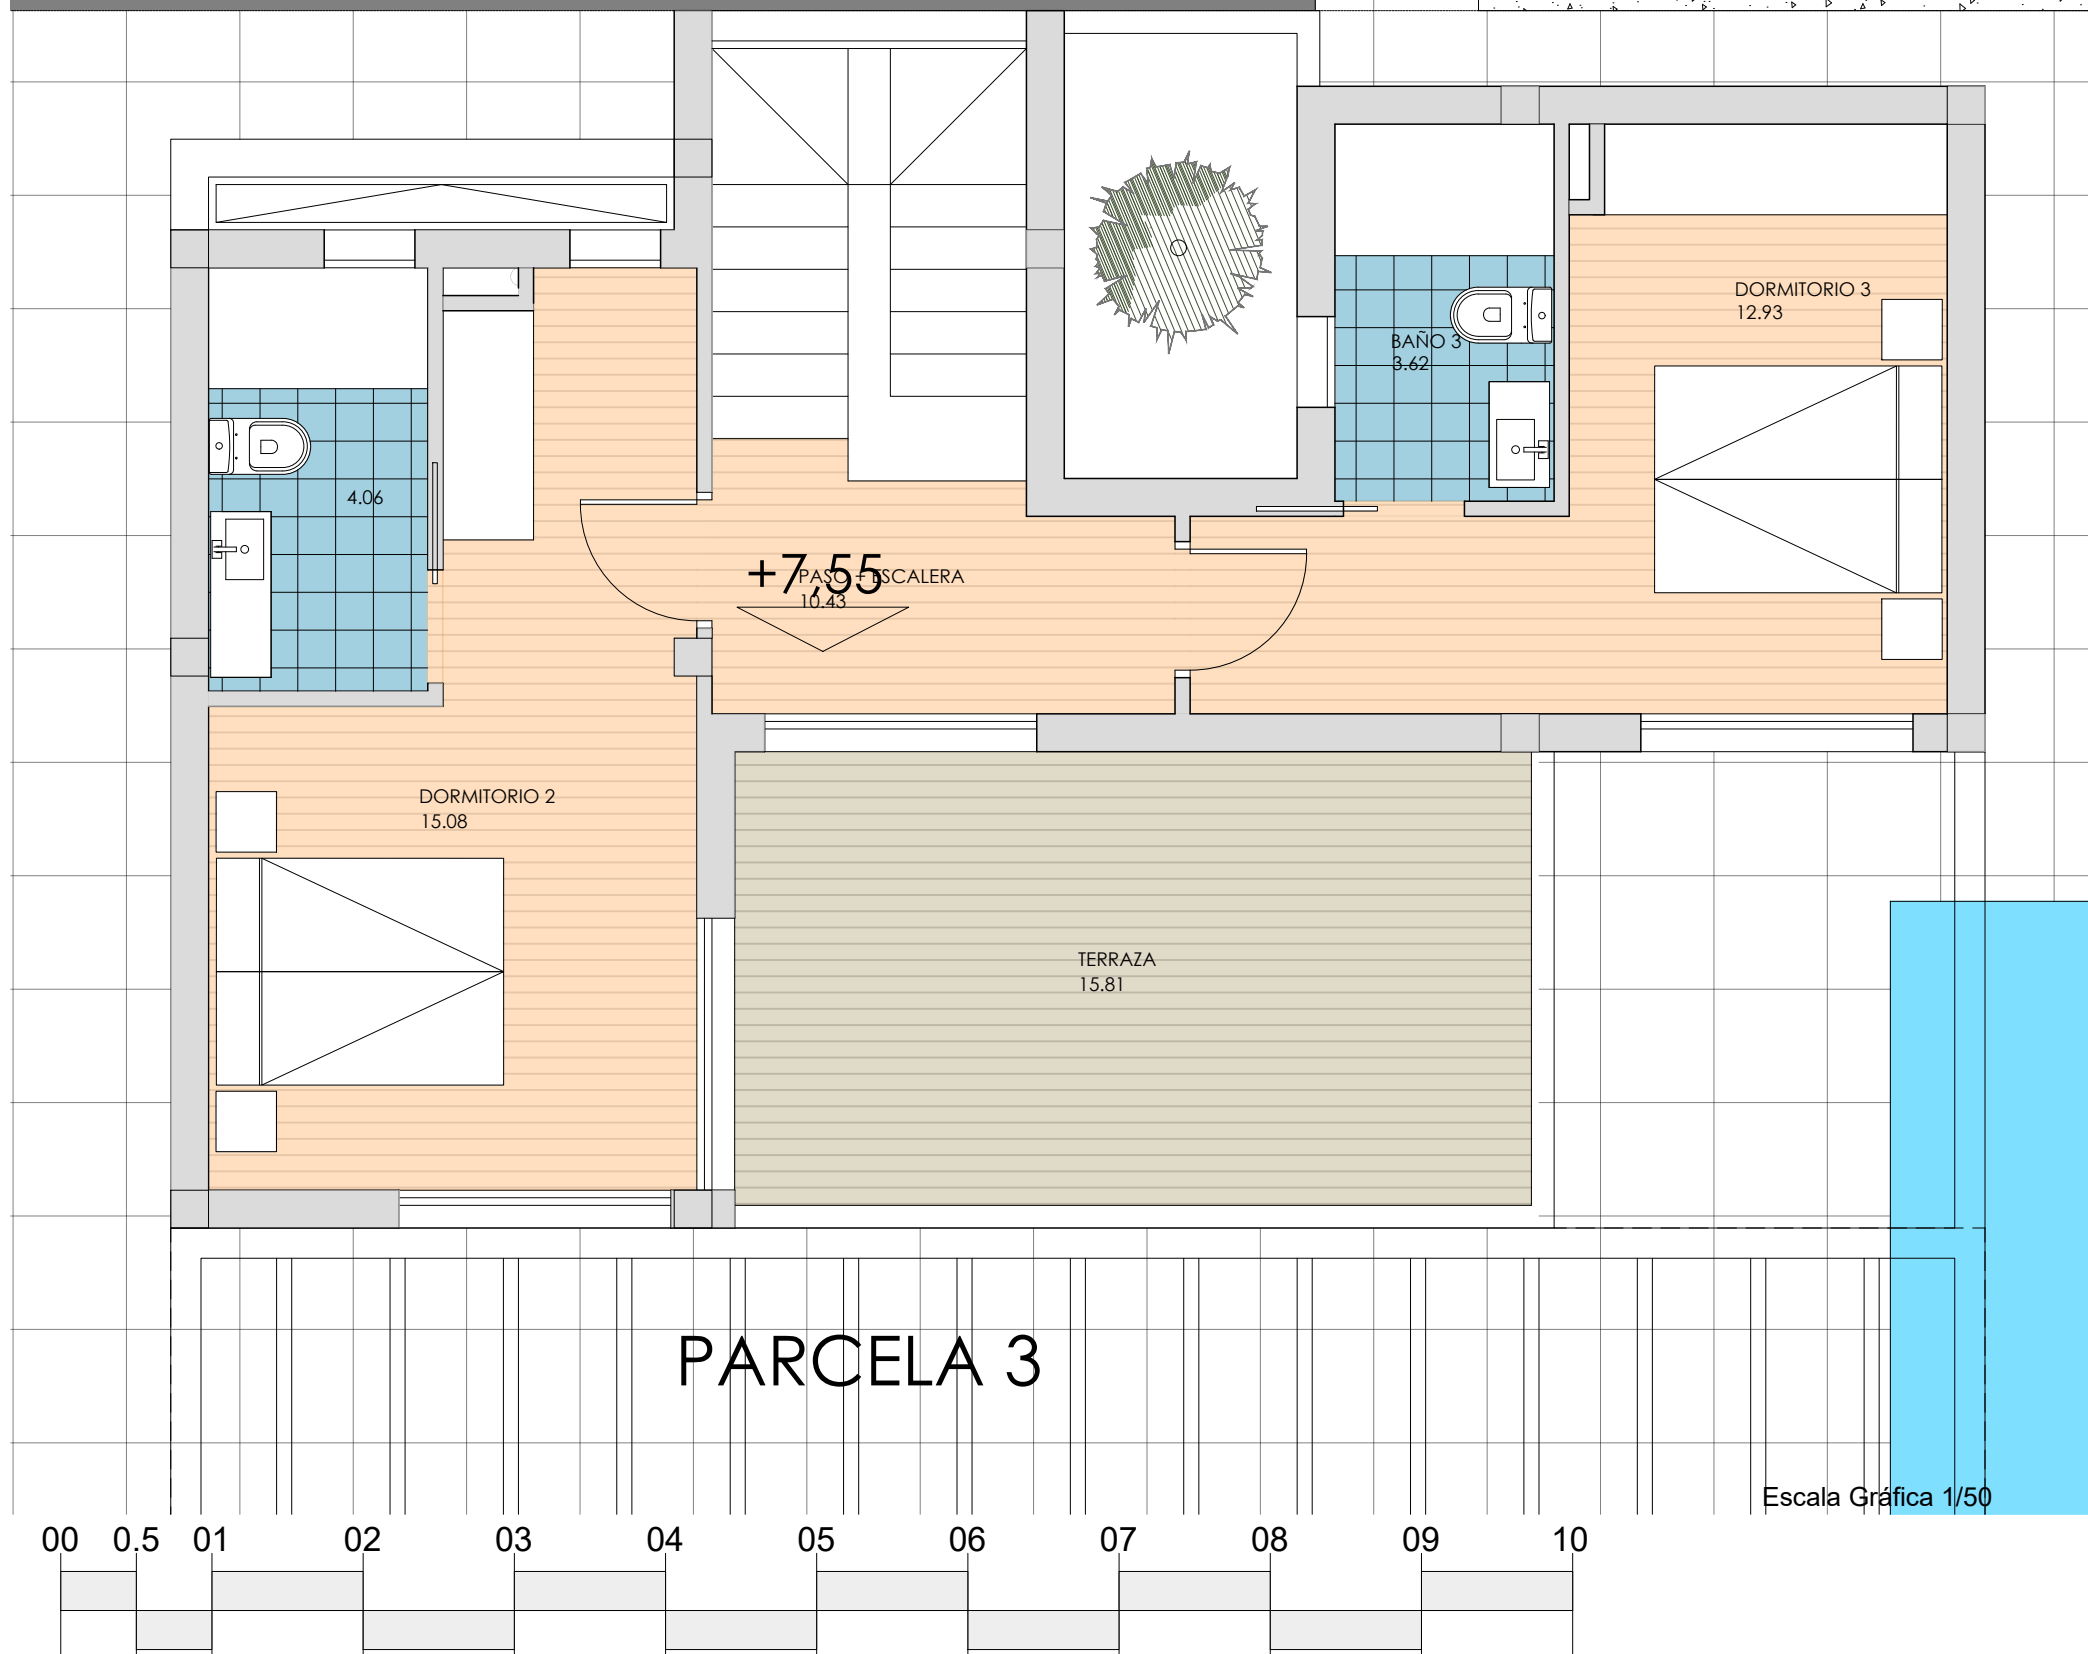 DORMITORIO 3
12.93
BAÑO 3
3.62
4.06
+7,55
PASO + ESCALERA
10.43
DORMITORIO 2
15.08
TERRAZA
15.81
PARCELA 3
Escala Gráfica 1/50
00 0.5 01 02 03 04 05 06 07 08 09 10